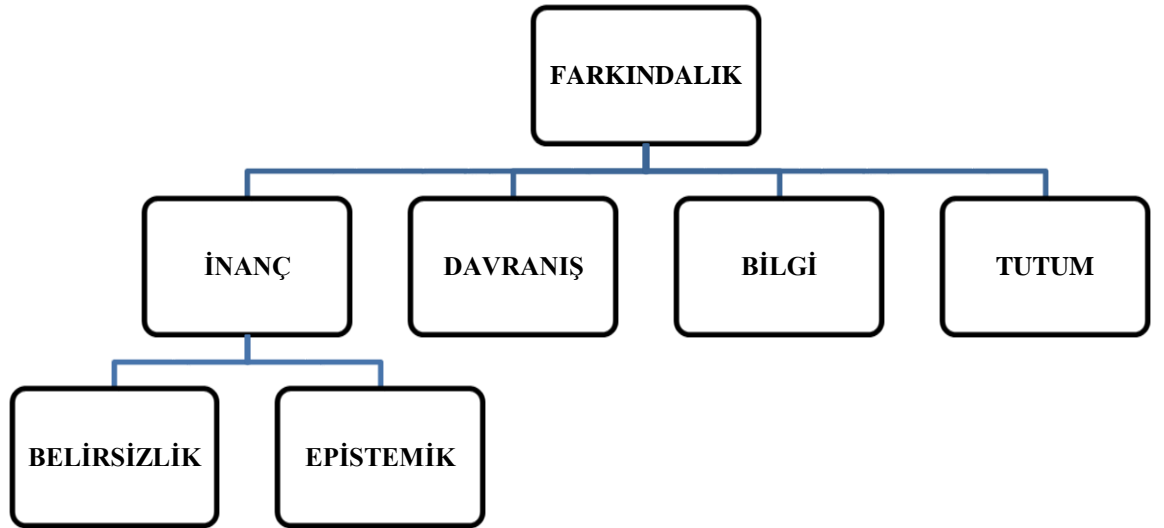 FARKINDALIK
İNANÇ
DAVRANIŞ
BİLGİ
TUTUM
BELİRSİZLİK
EPİSTEMİK